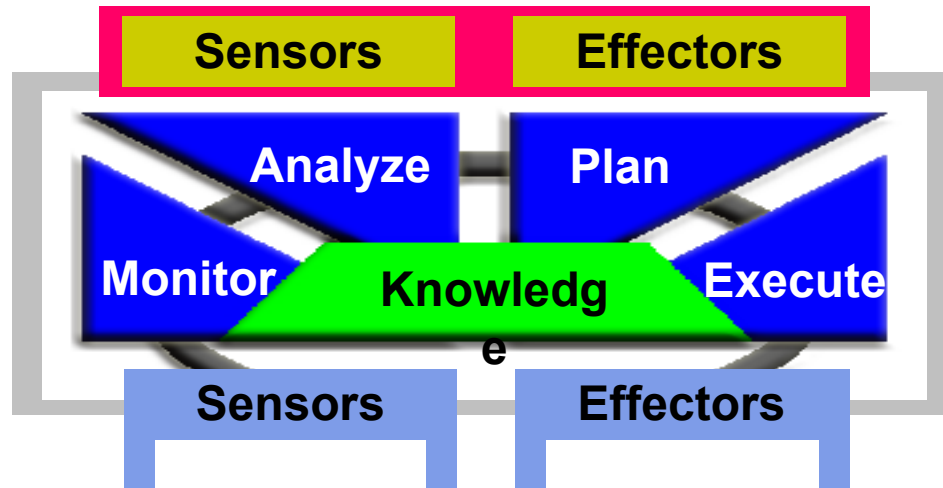 Sensors Effectors
Analyze Plan
Monitor Knowledg Execute
e
Sensors Effectors